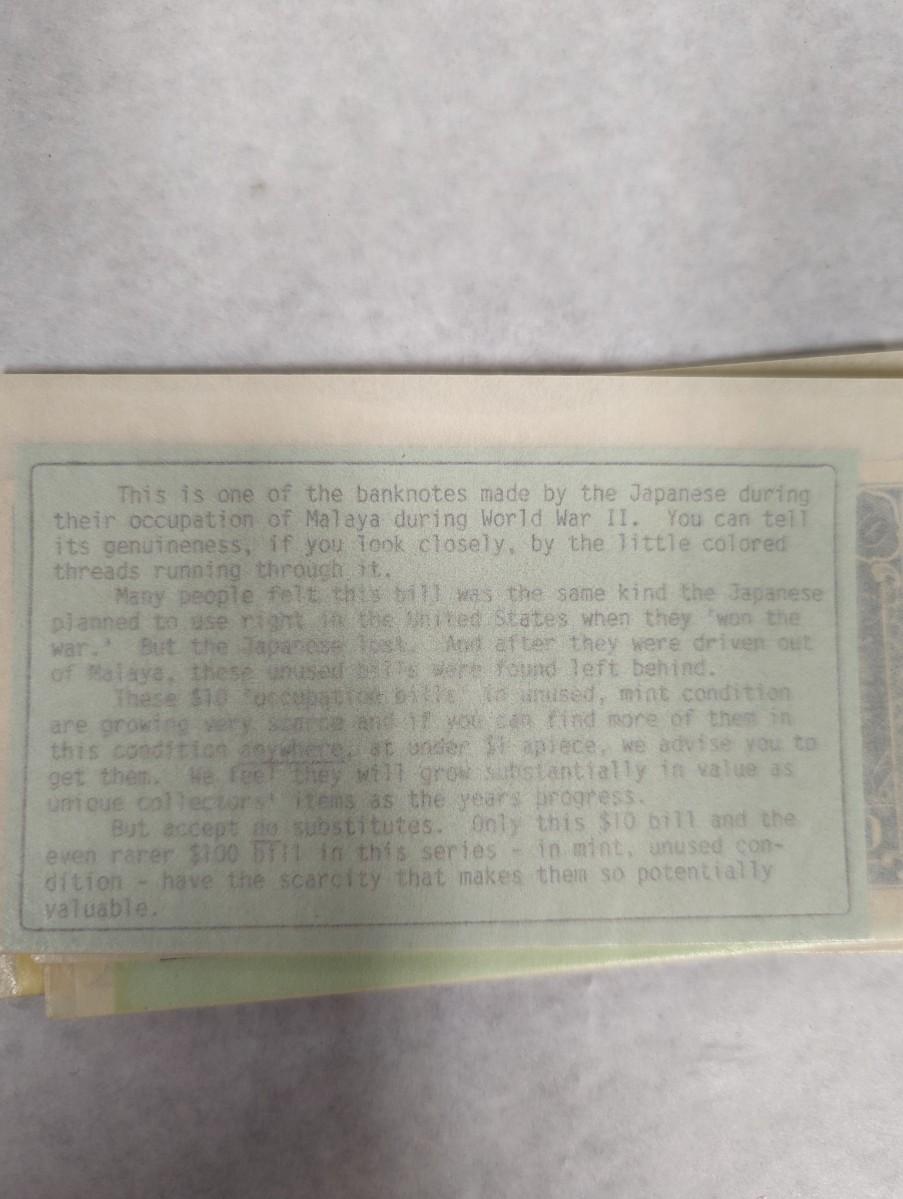 This is one of the banknotes made by the Japanese during
their occupation of Malaya during World War II. You can tell
its genuineness, if you look closely, by the little colored
threads running through it.
Many people felt this bill was the same kind the Japanese
planned to use right in the United States when they 'won the
war.' But the Japanese lost. And after they were driven out
of Malaya, these unused bills were found left behind.
These $10 "occupation bills" in unused, mint condition
are growing very scarce and if you can find more of them in
this condition anywhere, at under $1 apiece, we advise you to
get them. We feel they will grow substantially in value as
unique collectors' items as the years progress.
But accept no substitutes. Only this $10 bill and the
even rarer $100 bill in this series - in mint, unused con-
dition - have the scarcity that makes them so potentially
valuable.